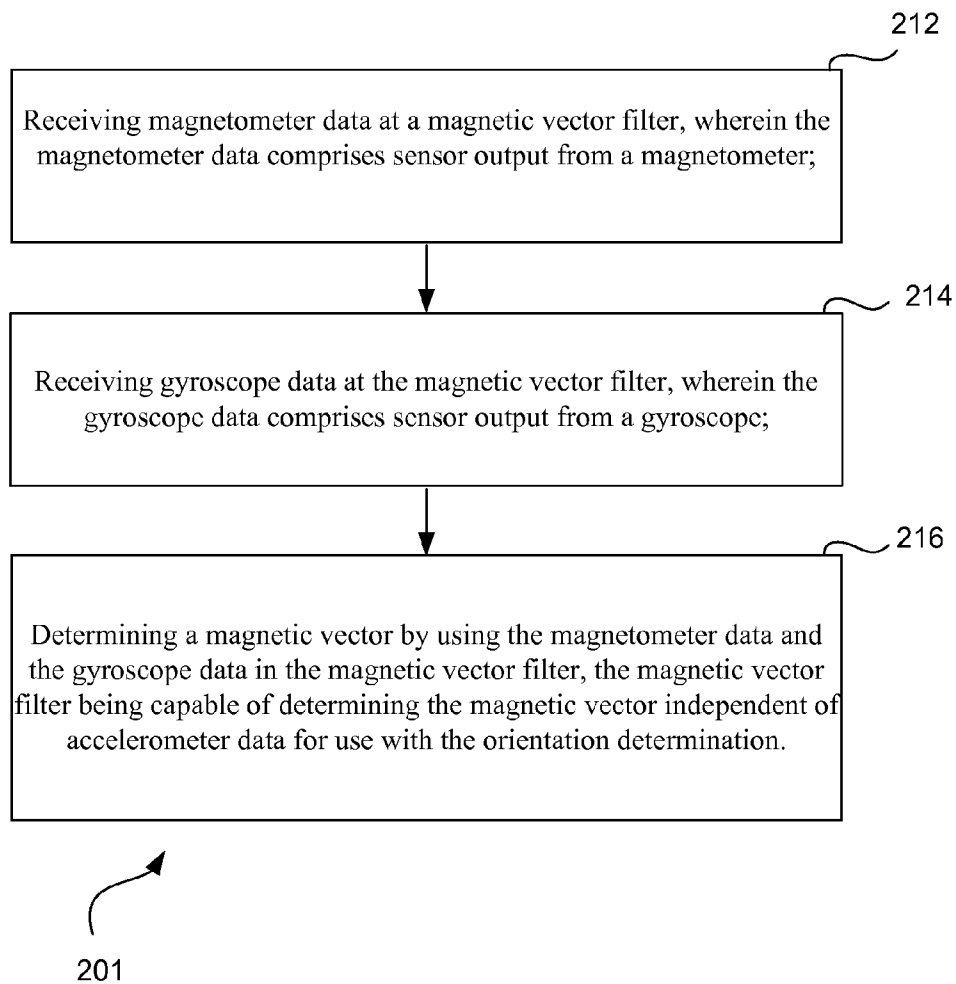 212
Receiving magnetometer data at a magnetic vector filter, wherein the
magnetometer data comprises sensor output from a magnetometer;
214
Receiving gyroscope data at the magnetic vector filter, wherein the
gyroscope data comprises sensor output from a gyroscope;
216
Determining a magnetic vector by using the magnetometer data and
the gyroscope data in the magnetic vector filter, the magnetic vector
filter being capable of determining the magnetic vector independent of
accelerometer data for use with the orientation determination.
201